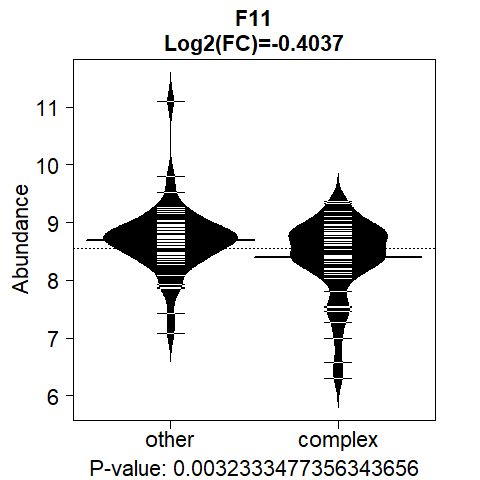 F11
Log2(FC)=-0.4037
Abundance
11
10
9
8
7
6
other complex
P-value: 0.0032333477356343656